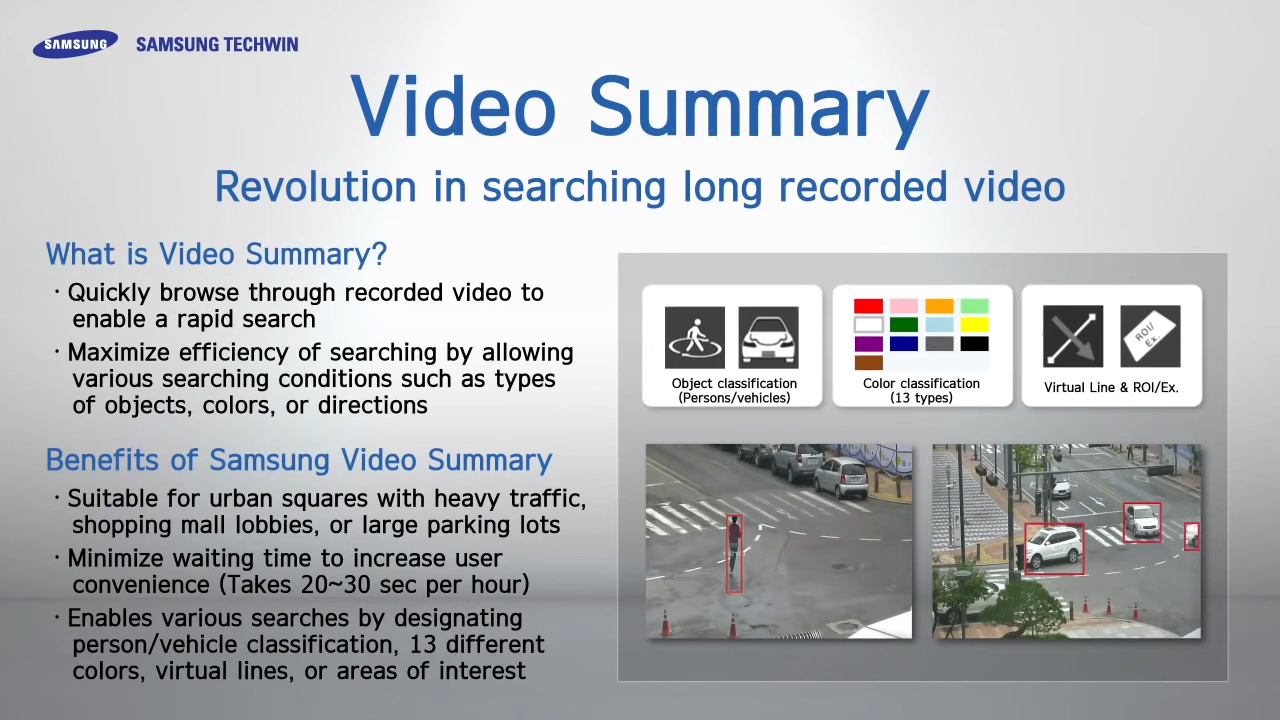 SAMSUNG SAMSUNG TECHWIN
Video Summary
Revolution in searching long recorded video
What is Video Summary?
· Quickly browse through recorded video to
enable a rapid search
· Maximize efficiency of searching by allowing
various searching conditions such as types
of objects, colors, or directions
Benefits of Samsung Video Summary
· Suitable for urban squares with heavy traffic,
shopping mall lobbies, or large parking lots
· Minimize waiting time to increase user
convenience (Takes 20~30 sec per hour)
· Enables various searches by designating
person/vehicle classification, 13 different
colors, virtual lines, or areas of interest
Object classification
(Persons/vehicles)
Color classification
(13 types)
ROI/
Ex.
Virtual Line & ROI/Ex.